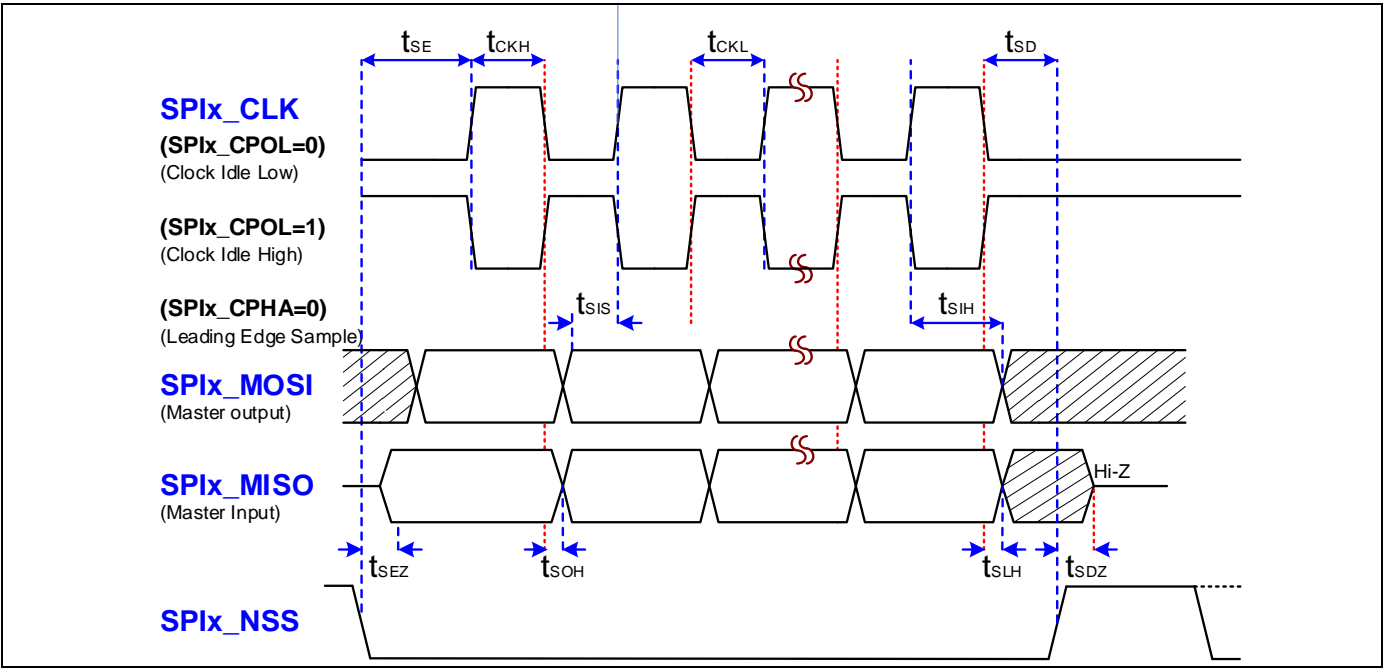 tSE
tCKH
tCKL
tSD
SPIx_CLK
(SPIx_CPOL=0)
(Clock Idle Low)
(SPIx_CPOL=1)
(Clock Idle High)
(SPIx_CPHA=0)
(Leading Edge Sample)
tSIS
tSIH
SPIx_MOSI
(Master output)
SPIx_MISO
(Master Input)
Hi-Z
tSEZ
tSOH
tSLH
tSDZ
SPIx_NSS